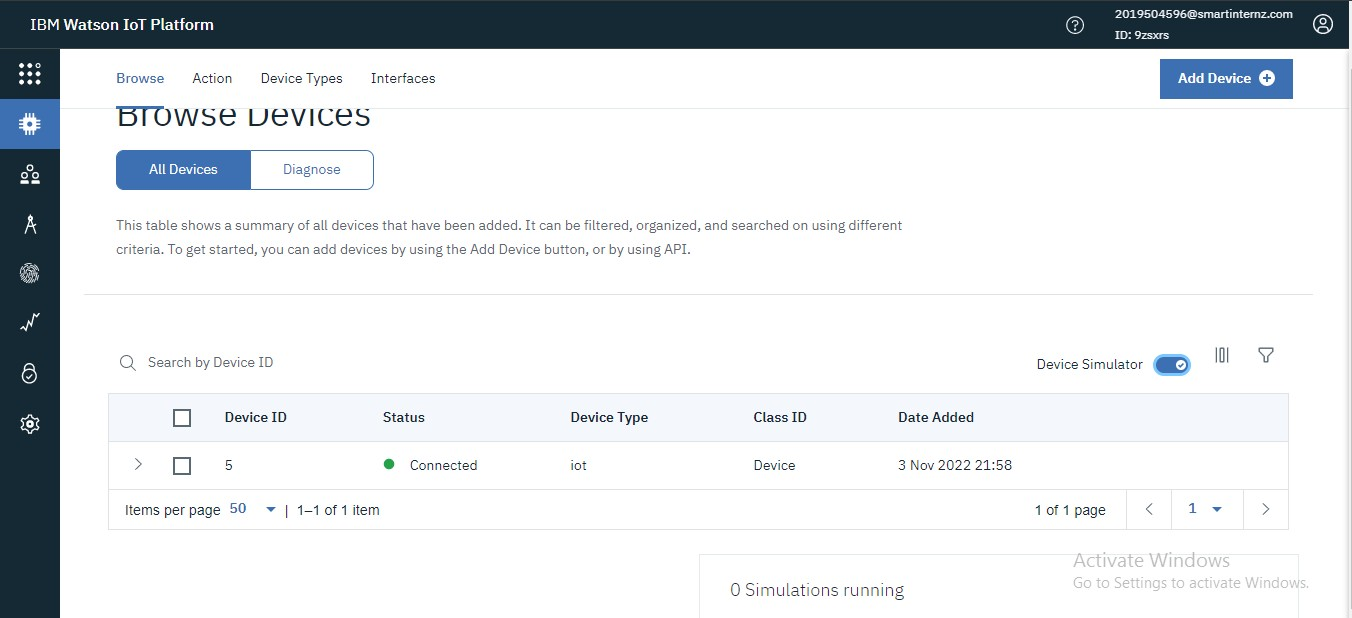 IBM Watson IoT Platform
2019504596@smartinternz.com
ID: 9zsxrs
Browse Action Device Types Interfaces
Add Device
Browse Devices
All Devices Diagnose
This table shows a summary of all devices that have been added. It can be filtered, organized, and searched on using different
criteria. To get started, you can add devices by using the Add Device button, or by using API.
Search by Device ID
Device Simulator
Device ID Status Device Type Class ID Date Added
5 Connected iot Device 3 Nov 2022 21:58
Items per page 50 | 1–1 of 1 item 1 of 1 page 1
Activate Windows
Go to Settings to activate Windows.
0 Simulations running